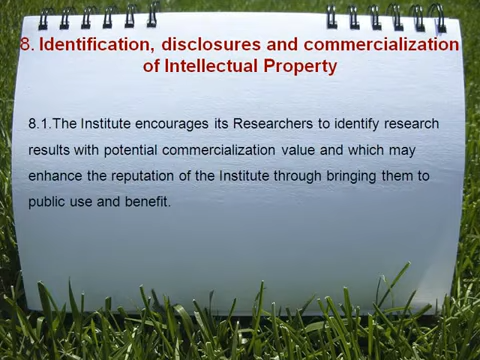 8. Identification, disclosures and commercialization
of Intellectual Property
8.1.The Institute encourages its Researchers to identify research
results with potential commercialization value and which may
enhance the reputation of the Institute through bringing them to
public use and benefit.